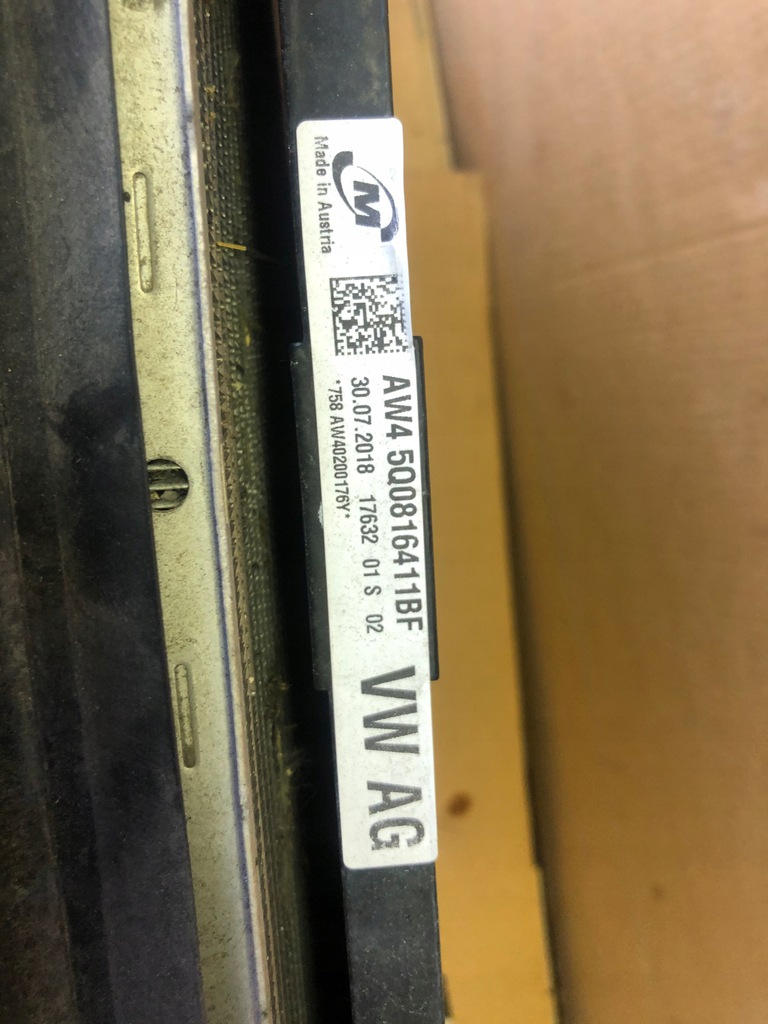 M
Made in Austria
AW4 5Q0816411BF
30.07.2018 17632 01 S 02
*758 AW40200176Y*
VW AG